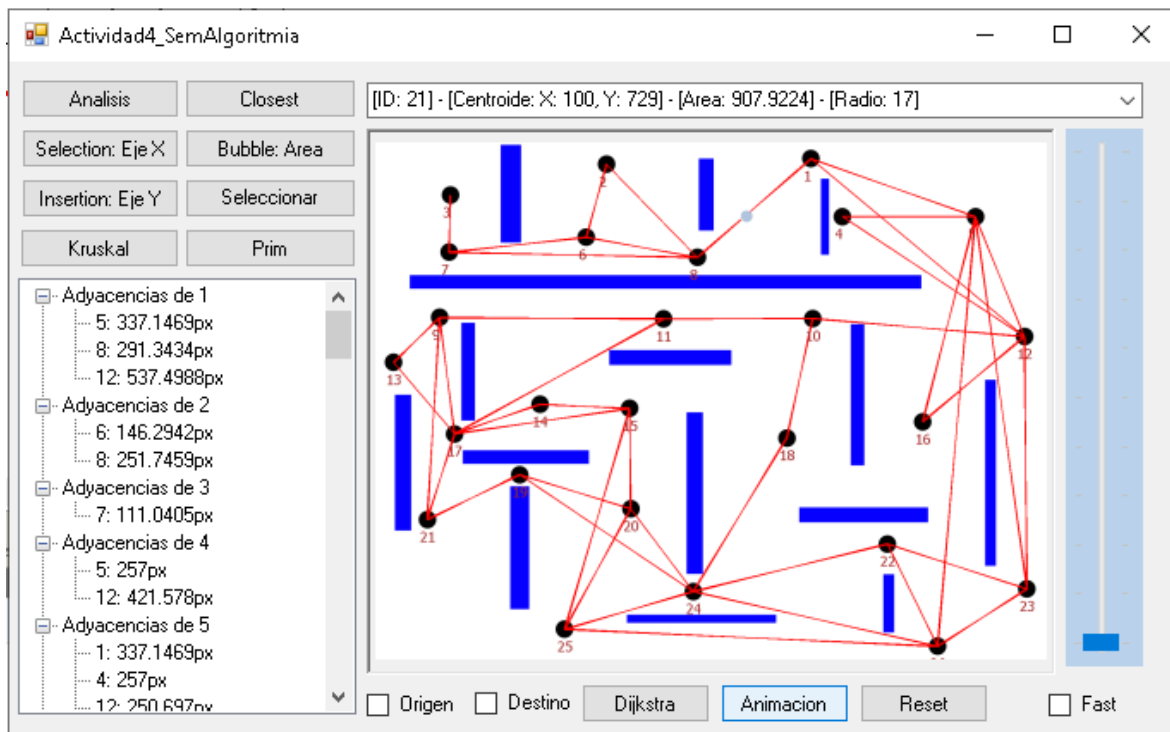 Actividad4_SemAlgoritmia
Analisis
Closest
[ID: 21] - [Centroide: X: 100, Y: 729] - [Area: 907.9224] - [Radio: 17]
Selection: Eje X
Bubble: Area
Insertion: Eje Y
Seleccionar
Kruskal
Prim
Adyacencias de 1
5: 337.1469px
8: 291.3434px
12: 537.4988px
Adyacencias de 2
6: 146.2942px
8: 251.7459px
Adyacencias de 3
7: 111.0405px
Adyacencias de 4
5: 257px
12: 421.578px
Adyacencias de 5
1: 337.1469px
4: 257px
12: 250.697px
1
2
3
4
6
7
8
9
11
10
12
13
14
15
16
17
18
19
20
21
22
23
24
25
Origen
Destino
Dijkstra
Animacion
Reset
Fast